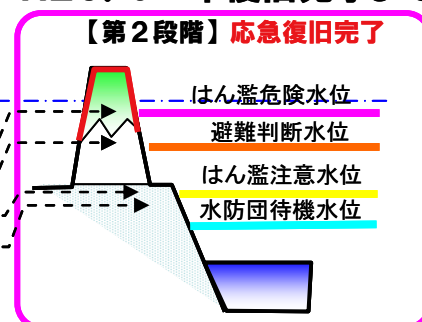 【第２段階】応急復旧完了
はん濫危険水位
避難判断水位
はん濫注意水位
水防団待機水位